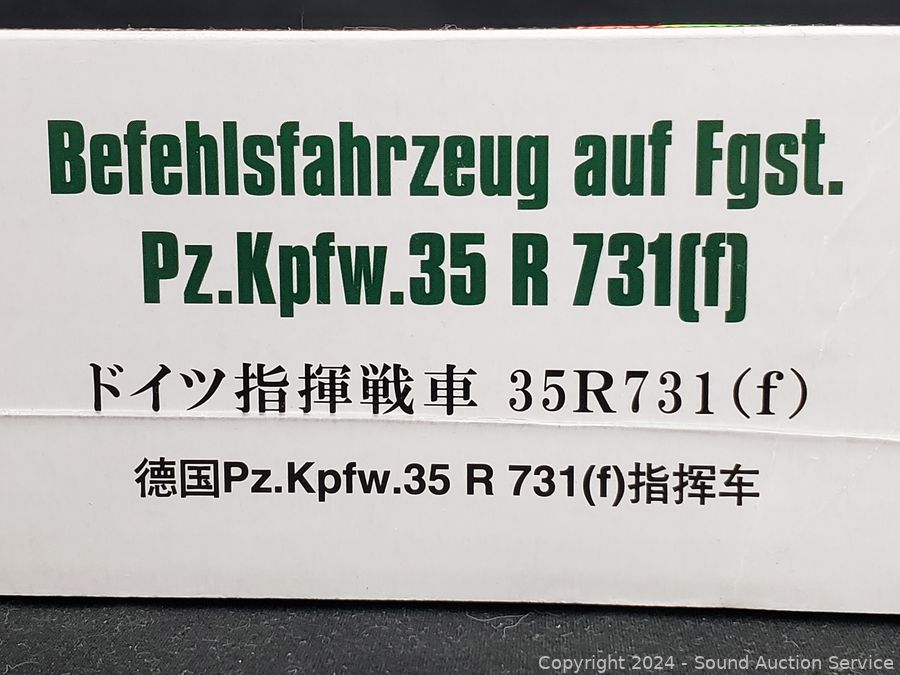 Befehlsfahrzeug auf Fgst.
Pz.Kpfw.35 R 731(f)
ドイツ指揮戦車 35R731(f)
德国Pz.Kpfw.35 R 731(f)指挥车
Copyright 2024 - Sound Auction Service